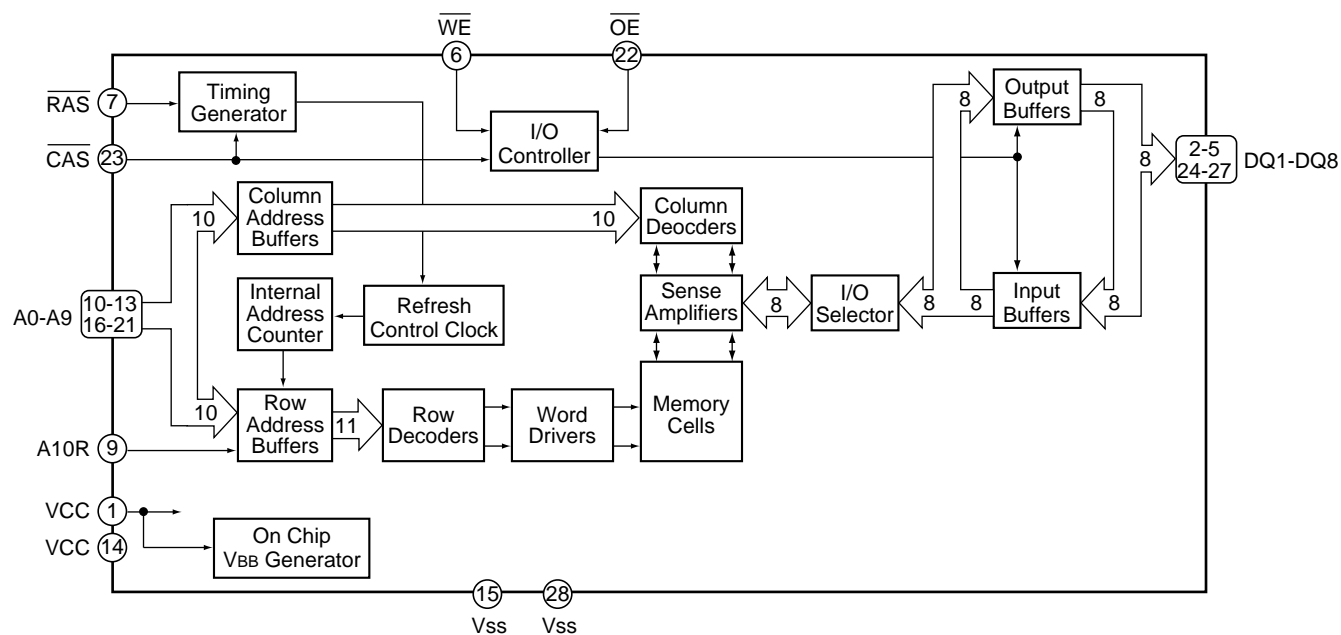 WE
OE
6
22
RAS
7
Timing
Generator
CAS
23
I/O
Controller
8
Output
Buffers
8
8
2-5
24-27
DQ1-DQ8
10
Column
Address
Buffers
10
Column
Deocders
A0-A9
10-13
16-21
Internal
Address
Counter
Refresh
Control Clock
Sense
Amplifiers
8
I/O
Selector
8
8
Input
Buffers
8
10
Row
Address
Buffers
11
Row
Decoders
Word
Drivers
Memory
Cells
A10R
9
VCC
1
VCC
14
On Chip
VBB Generator
15
28
Vss
Vss